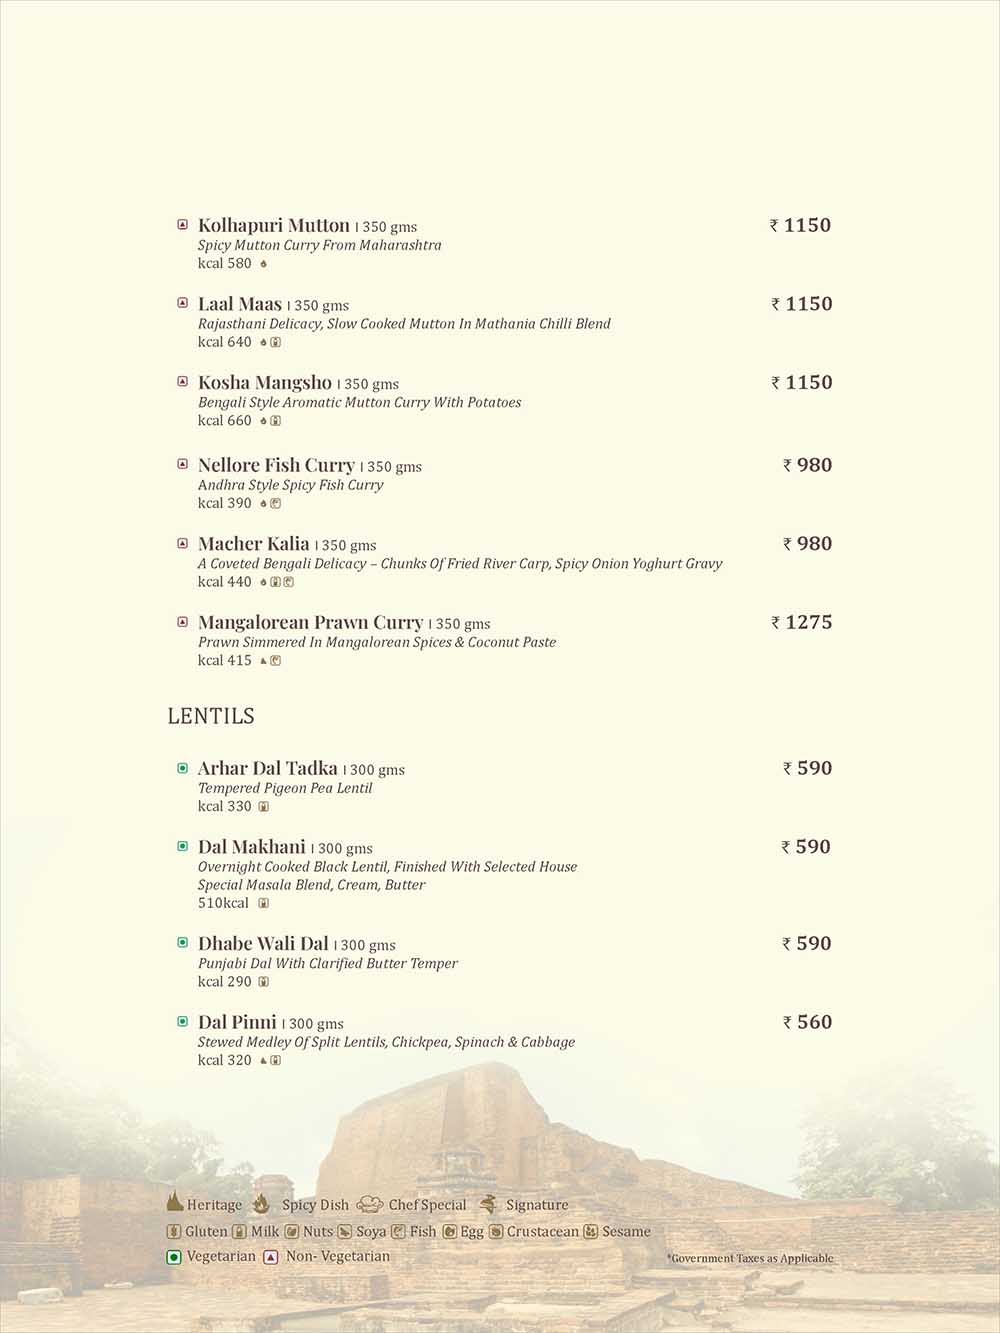 Kolhapuri Mutton | 350 gms ₹ 1150
Spicy Mutton Curry From Maharashtra
kcal 580
Laal Maas | 350 gms ₹ 1150
Rajasthani Delicacy, Slow Cooked Mutton In Mathania Chilli Blend
kcal 640
Kosha Mangsho | 350 gms ₹ 1150
Bengali Style Aromatic Mutton Curry With Potatoes
kcal 660
Nellore Fish Curry | 350 gms ₹ 980
Andhra Style Spicy Fish Curry
kcal 390
Macher Kalia | 350 gms ₹ 980
A Coveted Bengali Delicacy – Chunks Of Fried River Carp, Spicy Onion Yoghurt Gravy
kcal 440
Mangalorean Prawn Curry | 350 gms ₹ 1275
Prawn Simmered In Mangalorean Spices & Coconut Paste
kcal 415
LENTILS
Arhar Dal Tadka | 300 gms ₹ 590
Tempered Pigeon Pea Lentil
kcal 330
Dal Makhani | 300 gms ₹ 590
Overnight Cooked Black Lentil, Finished With Selected House
Special Masala Blend, Cream, Butter
510kcal
Dhabe Wali Dal | 300 gms ₹ 590
Punjabi Dal With Clarified Butter Temper
kcal 290
Dal Pinni | 300 gms ₹ 560
Stewed Medley Of Split Lentils, Chickpea, Spinach & Cabbage
kcal 320
Heritage Spicy Dish Chef Special Signature
Gluten Milk Nuts Soya Fish Egg Crustacean Sesame
Vegetarian Non- Vegetarian *Government Taxes as Applicable